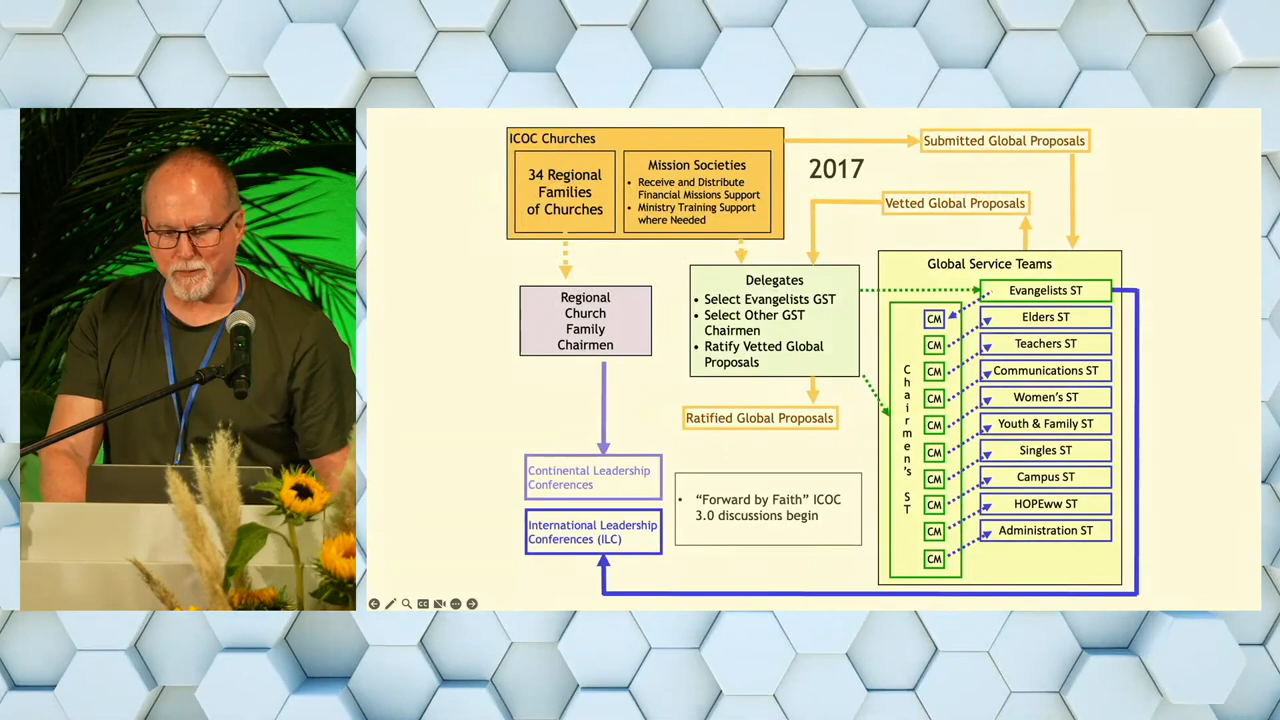 ICOC Churches
34 Regional
Families
of Churches
Mission Societies
• Receive and Distribute
Financial Missions Support
• Ministry Training Support
where Needed
2017
Submitted Global Proposals
Vetted Global Proposals
Regional
Church
Family
Chairmen
Delegates
• Select Evangelists GST
• Select Other GST
Chairmen
• Ratify Vetted Global
Proposals
Ratified Global Proposals
Continental Leadership
Conferences
International Leadership
Conferences (ILC)
• “Forward by Faith” ICOC
3.0 discussions begin
Global Service Teams
Chairmen's ST
CM
CM
CM
CM
CM
CM
CM
CM
CM
CM
Evangelists ST
Elders ST
Teachers ST
Communications ST
Women's ST
Youth & Family ST
Singles ST
Campus ST
HOPEww ST
Administration ST
CC